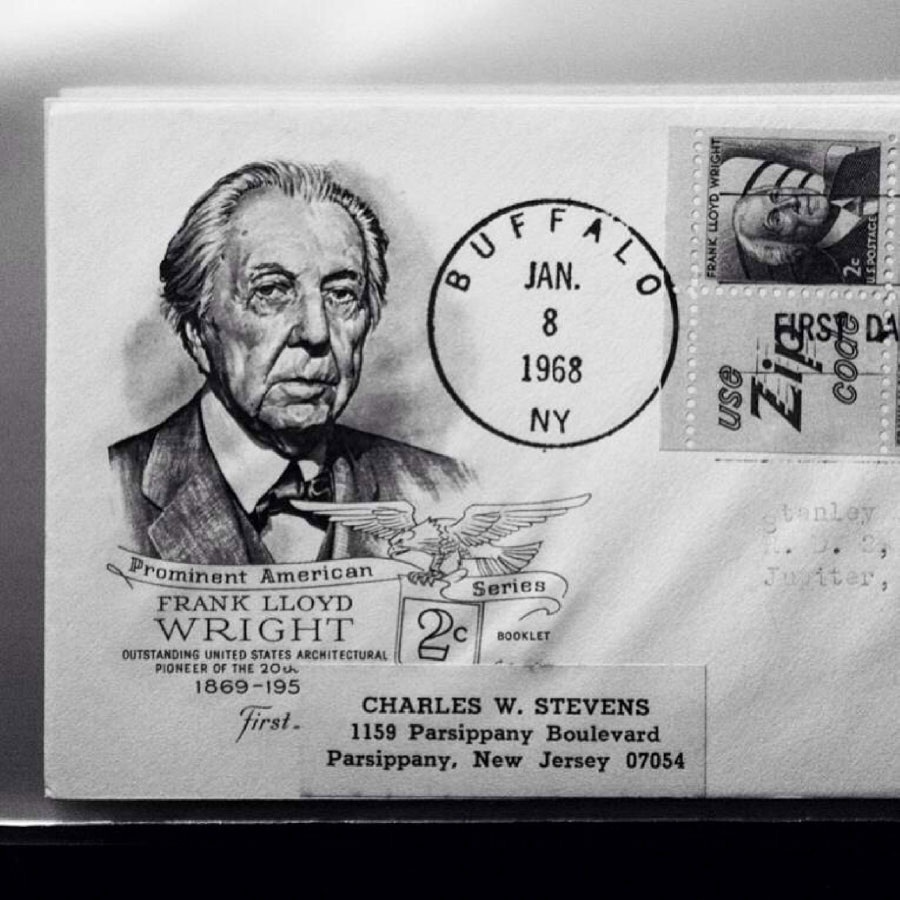 BUFFALO
JAN.
8
1968
NY
FRANK LLOYD WRIGHT
2c
U.S. POSTAGE
FIRST DA
use
Zip
code
Stanley
R. D. 2,
Jupiter,
Prominent American
Series
FRANK LLOYD
WRIGHT
2c
BOOKLET
OUTSTANDING UNITED STATES ARCHITECTURAL
PIONEER OF THE 20th
1869-195
First
CHARLES W. STEVENS
1159 Parsippany Boulevard
Parsippany, New Jersey 07054